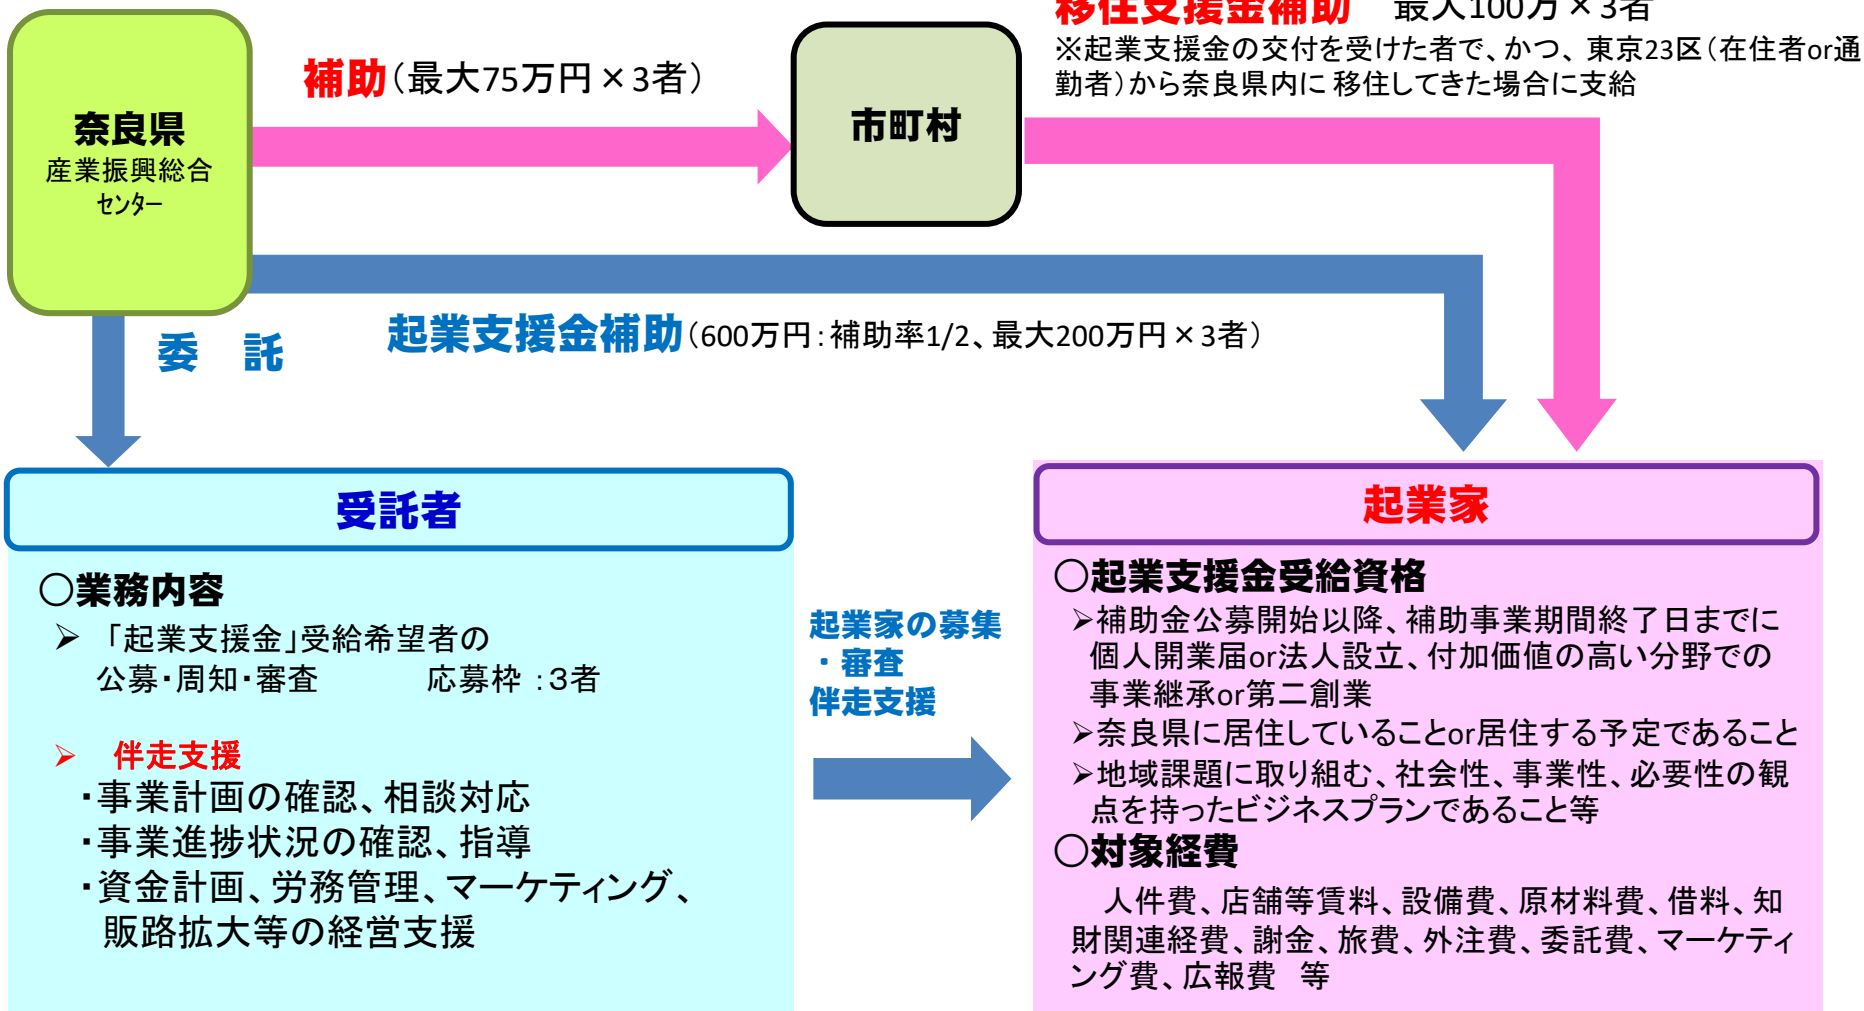 移住支援金補助 最大100万×3者
※起業支援金の交付を受けた者で、かつ、東京23区(在住者or通
勤者)から奈良県内に移住してきた場合に支給
補助(最大75万円×3者)
奈良県
産業振興総合
センター
市町村
委 託
起業支援金補助(600万円:補助率1/2、最大200万円×3者)
受託者
○業務内容
➢ 「起業支援金」受給希望者の
公募・周知・審査 応募枠:3者
➢ 伴走支援
・事業計画の確認、相談対応
・事業進捗状況の確認、指導
・資金計画、労務管理、マーケティング、
販路拡大等の経営支援
起業家の募集
・審査
伴走支援
起業家
○起業支援金受給資格
➢補助金公募開始以降、補助事業期間終了日までに
個人開業届or法人設立、付加価値の高い分野での
事業継承or第二創業
➢奈良県に居住していることor居住する予定であること
➢地域課題に取り組む、社会性、事業性、必要性の観
点を持ったビジネスプランであること等
○対象経費
人件費、店舗等賃料、設備費、原材料費、借料、知
財関連経費、謝金、旅費、外注費、委託費、マーケティ
ング費、広報費 等